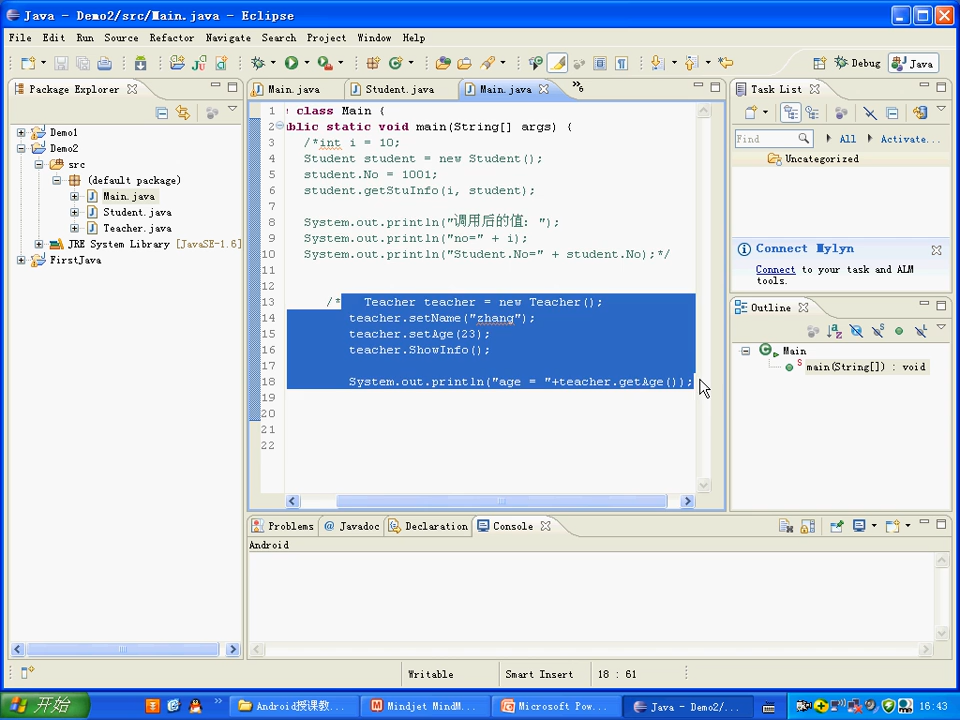 Java - Demo2/src/Main.java - Eclipse
File Edit Run Source Refactor Navigate Search Project Window Help
Debug Java
Package Explorer
Main.java Student.java Main.java
Task List
Find All Activate...
Uncategorized
Demo1
Demo2
src
(default package)
Main.java
Student.java
Teacher.java
JRE System Library [JavaSE-1.6]
FirstJava
1 class Main {
2 ublic static void main(String[] args) {
3 /*int i = 10;
4 Student student = new Student();
5 student.No = 1001;
6 student.getStuInfo(i, student);
7
8 System.out.println("调用后的值: ");
9 System.out.println("no=" + i);
10 System.out.println("Student.No=" + student.No);*/
11
12
13 /* Teacher teacher = new Teacher();
14 teacher.setName("zhang");
15 teacher.setAge(23);
16 teacher.ShowInfo();
17
18 System.out.println("age = "+teacher.getAge());
19
20
21
22
Connect Mylyn
Connect to your task and ALM
tools.
Outline
Main
main(String[]) : void
Problems Javadoc Declaration Console
Android
Writable Smart Insert 18 : 61
开始 Android授课教... Mindjet MindM... Microsoft Pow... Java - Demo2/... 16:43